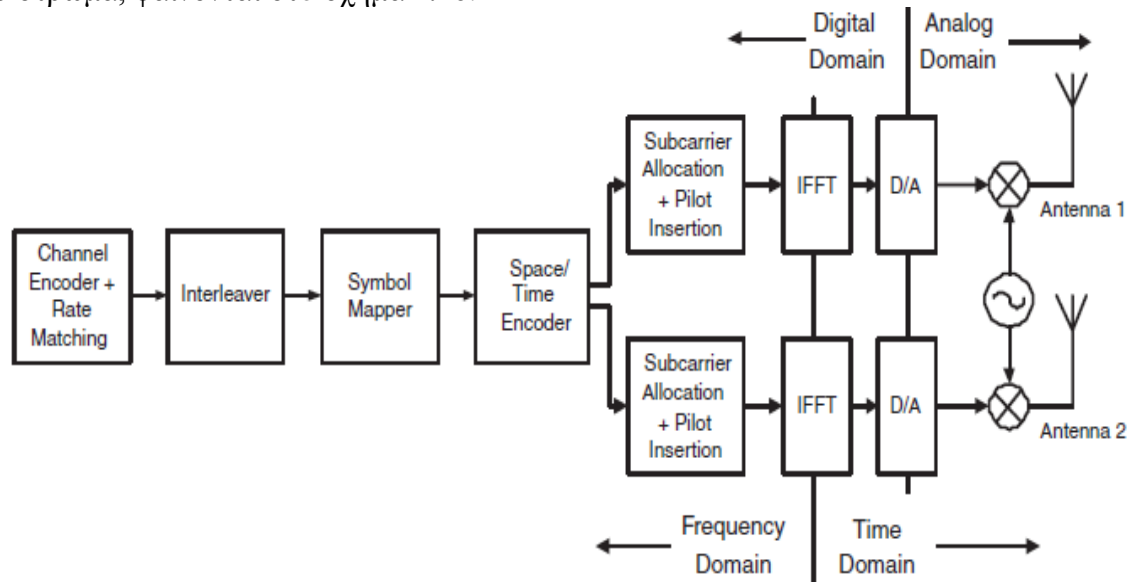 Digital
Domain
Analog
Domain
Subcarrier
Allocation
+ Pilot
Insertion
IFFT
D/A
Antenna 1
Channel
Encoder +
Rate
Matching
Interleaver
Symbol
Mapper
Space/
Time
Encoder
Subcarrier
Allocation
+ Pilot
Insertion
IFFT
D/A
Antenna 2
Frequency
Domain
Time
Domain